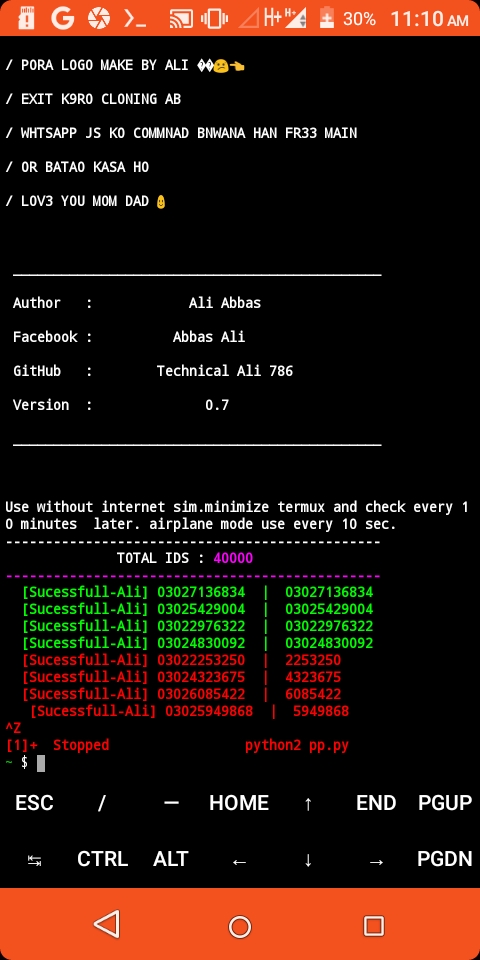 30% 11:10 AM
/ PORA LOGO MAKE BY ALI ��😕👈
/ EXIT K9RO CLONING AB
/ WHTSAPP JS KO COMMNAD BNWANA HAN FR33 MAIN
/ OR BATAO KASA HO
/ LOV3 YOU MOM DAD
Author : Ali Abbas
Facebook : Abbas Ali
GitHub : Technical Ali 786
Version : 0.7
Use without internet sim.minimize termux and check every 1
0 minutes later. airplane mode use every 10 sec.
TOTAL IDS : 40000
[Sucessfull-Ali] 03027136834 | 03027136834
[Sucessfull-Ali] 03025429004 | 03025429004
[Sucessfull-Ali] 03022976322 | 03022976322
[Sucessfull-Ali] 03024830092 | 03024830092
[Sucessfull-Ali] 03022253250 | 2253250
[Sucessfull-Ali] 03024323675 | 4323675
[Sucessfull-Ali] 03026085422 | 6085422
[Sucessfull-Ali] 03025949868 | 5949868
^Z
[1]+ Stopped python2 pp.py
~ $
ESC / — HOME ↑ END PGUP
↹ CTRL ALT ← ↓ → PGDN